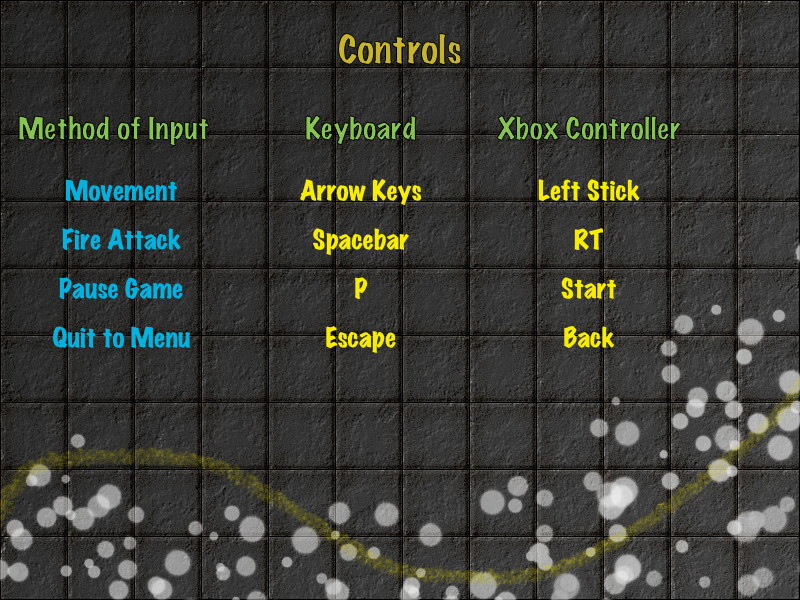 Controls
Method of Input Keyboard Xbox Controller
Movement Arrow Keys Left Stick
Fire Attack Spacebar RT
Pause Game P Start
Quit to Menu Escape Back